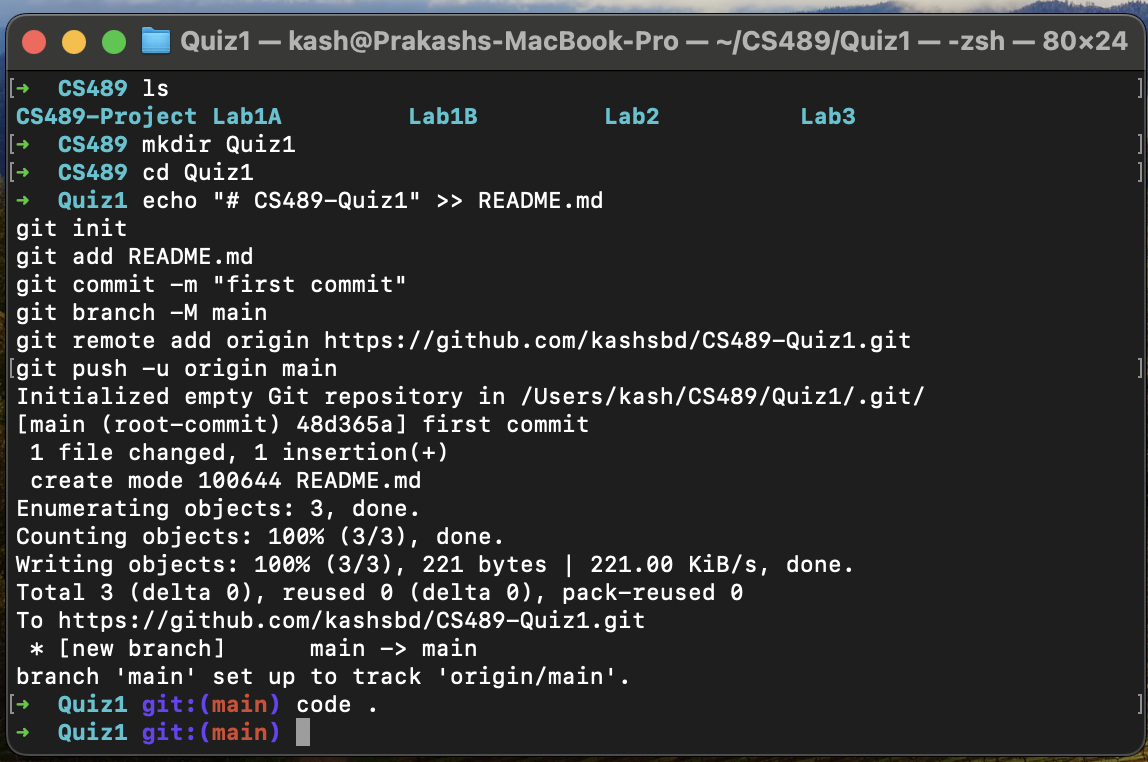 Quiz1 — kash@Prakashs-MacBook-Pro — ~/CS489/Quiz1 — -zsh — 80×24
[➜  CS489 ls ]
CS489-Project Lab1A         Lab1B         Lab2          Lab3
[➜  CS489 mkdir Quiz1 ]
[➜  CS489 cd Quiz1 ]
➜  Quiz1 echo "# CS489-Quiz1" >> README.md
git init
git add README.md
git commit -m "first commit"
git branch -M main
git remote add origin https://github.com/kashsbd/CS489-Quiz1.git
[git push -u origin main ]
Initialized empty Git repository in /Users/kash/CS489/Quiz1/.git/
[main (root-commit) 48d365a] first commit
 1 file changed, 1 insertion(+)
 create mode 100644 README.md
Enumerating objects: 3, done.
Counting objects: 100% (3/3), done.
Writing objects: 100% (3/3), 221 bytes | 221.00 KiB/s, done.
Total 3 (delta 0), reused 0 (delta 0), pack-reused 0
To https://github.com/kashsbd/CS489-Quiz1.git
 * [new branch]      main -> main
branch 'main' set up to track 'origin/main'.
[➜  Quiz1 git:(main) code . ]
➜  Quiz1 git:(main)